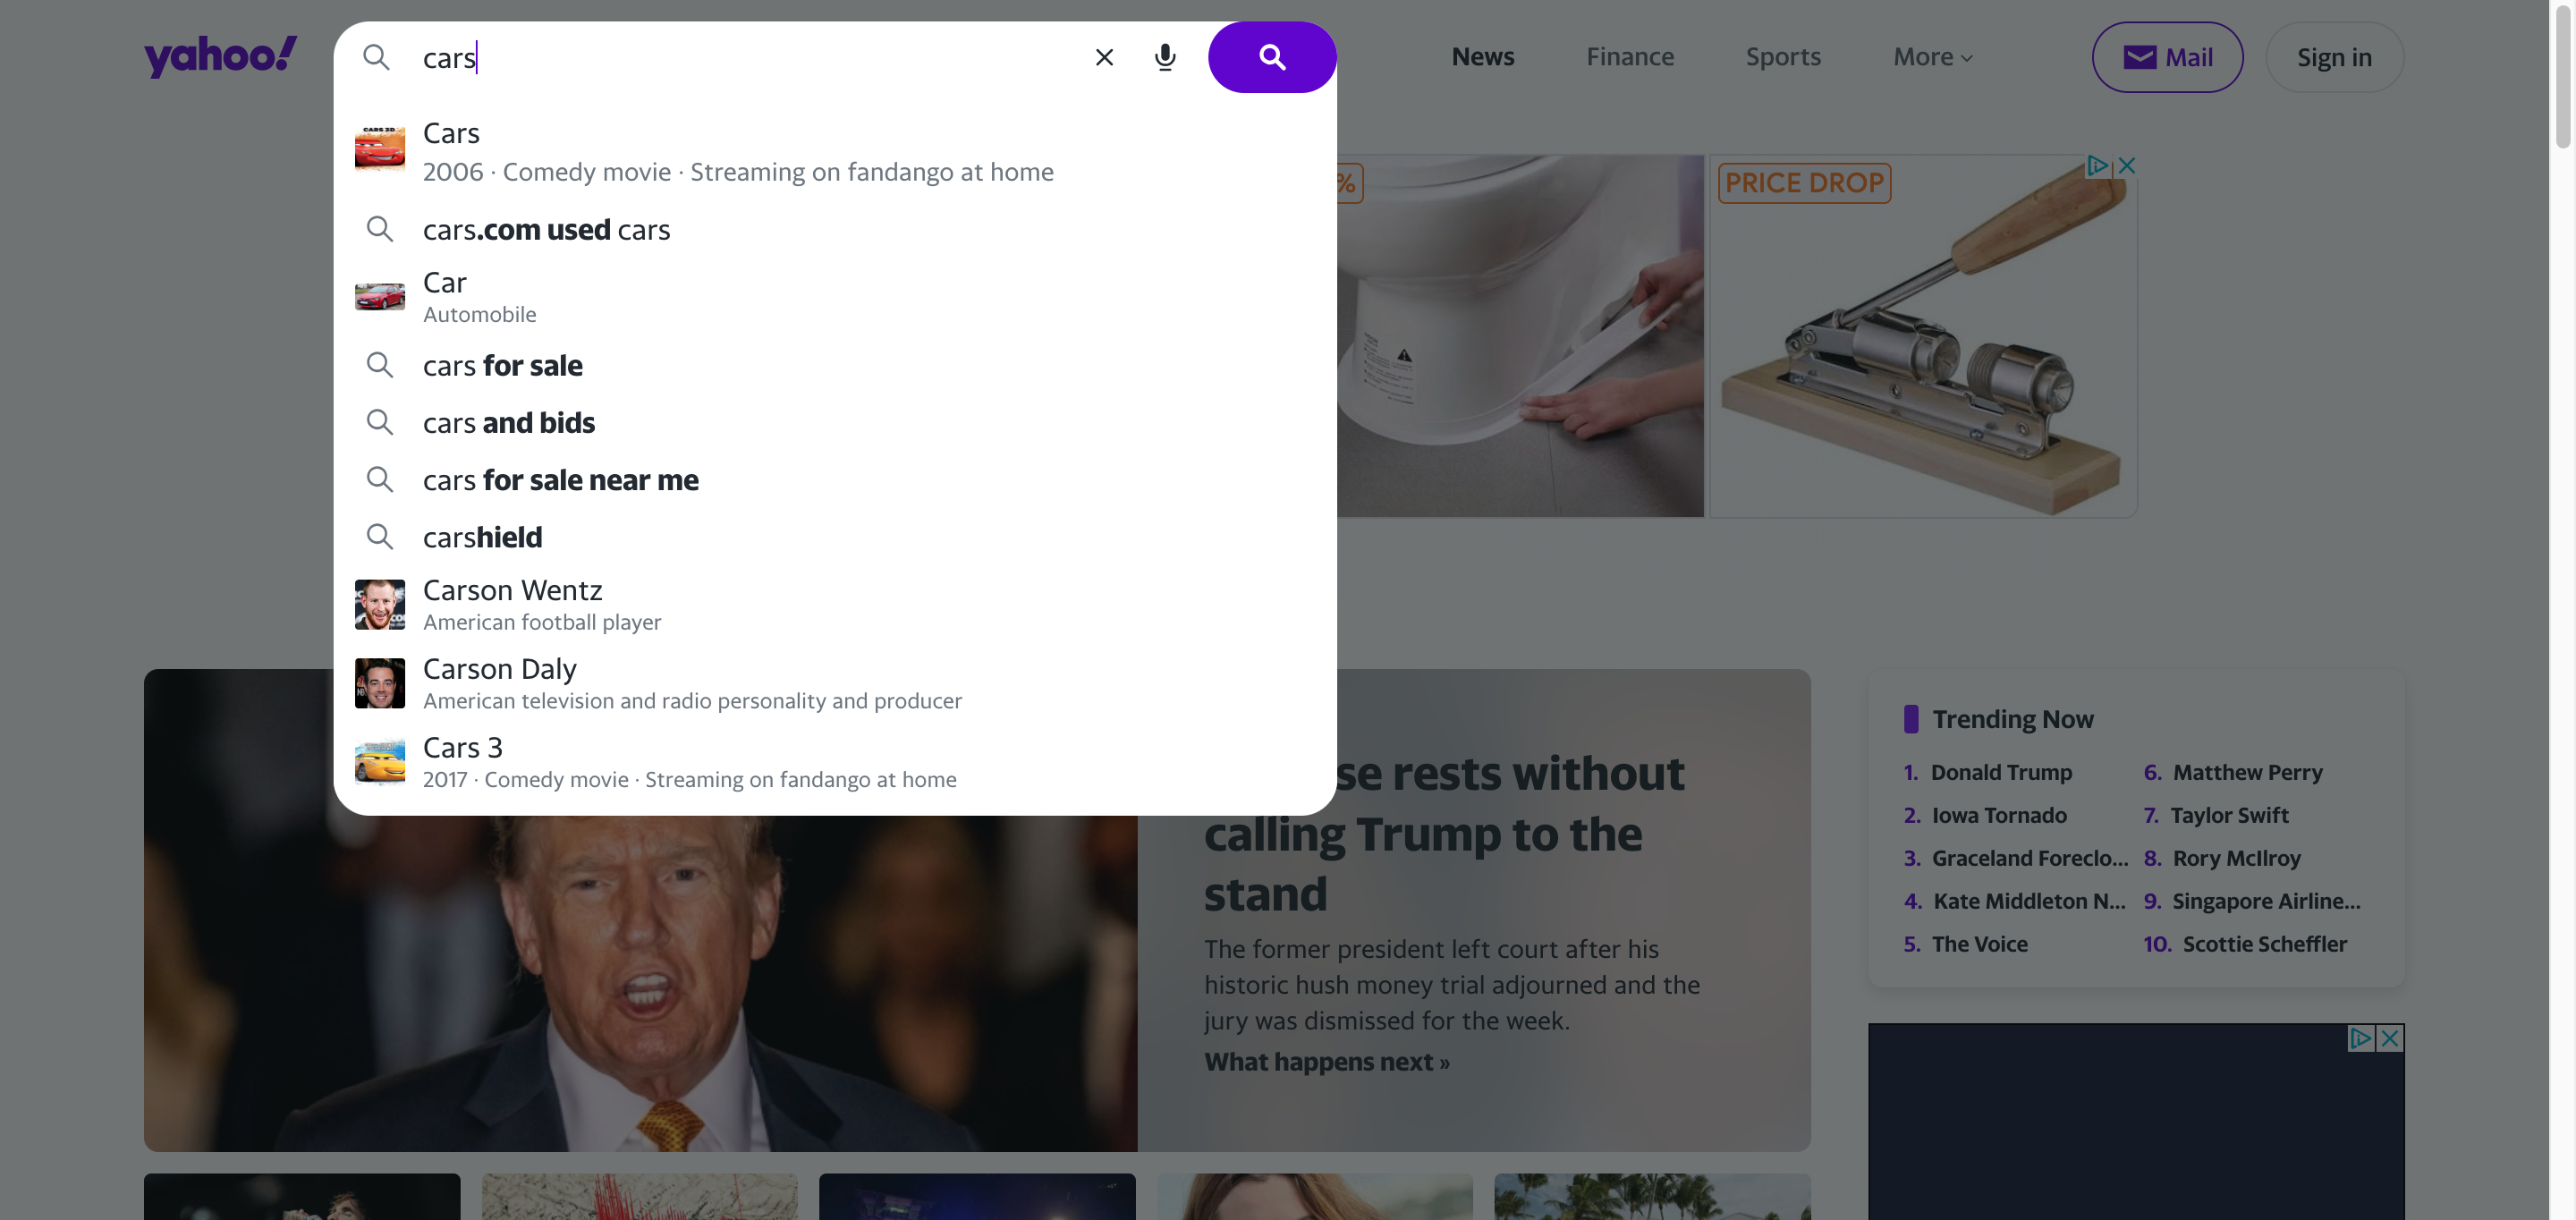 yahoo!
cars
News
Finance
Sports
More
Mail
Sign in
Cars
2006 · Comedy movie · Streaming on fandango at home
cars.com used cars
Car
Automobile
cars for sale
cars and bids
cars for sale near me
carshield
Carson Wentz
American football player
Carson Daly
American television and radio personality and producer
Cars 3
2017 · Comedy movie · Streaming on fandango at home
%
PRICE DROP
se rests without
calling Trump to the
stand
The former president left court after his
historic hush money trial adjourned and the
jury was dismissed for the week.
What happens next »
Trending Now
1. Donald Trump
2. Iowa Tornado
3. Graceland Foreclo...
4. Kate Middleton N...
5. The Voice
6. Matthew Perry
7. Taylor Swift
8. Rory McIlroy
9. Singapore Airline...
10. Scottie Scheffler